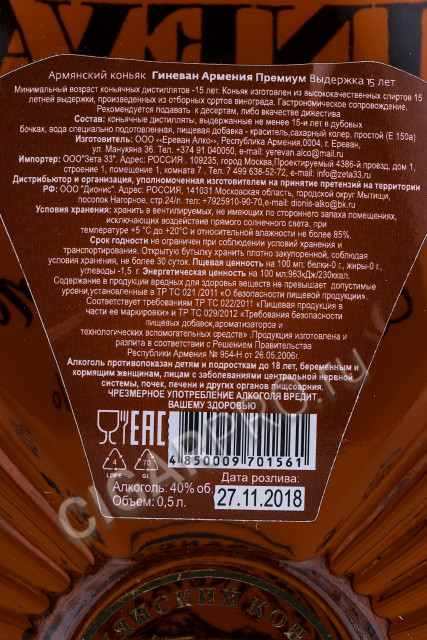 Армянский коньяк Гиневан Армения Премиум Выдержка 15 лет
Минимальный возраст коньячных дистиллятов -15 лет. Коньяк изготовлен из высококачественных спиртов 15
летней выдержки, произведенных из отборных сортов винограда. Гастрономическое сопровождение.
Рекомендуется подавать к десертам, либо вкачестве дижестива
Состав: коньячные дистилляты, выдержанные не менее 15-и лет в дубовых
бочках, вода специально подготовленная, пищевая добавка - краситель,сахарный колер, простой (Е 150а)
Изготовитель: ООО «Ереван Алко», Республика Армения,0004, г. Ереван,
ул. Манукяна 36. Тел. +374 91 040050, e-mail: yerevan.alco@mail.ru
Импортер: ООО"Зета 33". Адрес: РОССИЯ . 109235, город Москва,Проектируемый 4386-й проезд, дом 1,
строение 1, помещение 1, комната 7 . Тел. 7 499 638-52-72, e-mail: info@zeta33.ru
Дистрибьютор и организация, уполномоченная изготовителем на принятие претензий на территории
РФ: ООО "Дионис". Адрес: РОССИЯ, 141031 Московская область, городской округ Мытищи,
посолок Нагорное, стр.24/п. тел: +7925910-90-70,e-mail: dionis-alko@bk.ru
Условия хранения: хранить в вентилируемых, не имеющих по стороннего запаха помещениях,
исключающих воздействие прямого солнечного света, при
температуре +5 °C до +20°C и относительной влажности не более 85%.
Срок годности не ограничен при соблюдении условий хранения и
транспортирования. Открытую бутылку хранить плотно закупоренной, соблюдая
условия хранения, не более 30 суток. Пщевая ценность на 100 мл: белки-0 г., жиры-0 г.,
углеводы -1,5 г. Энергетическая ценность на 100 мл:963кДж/230ккал.
Содержание в продукции вредных для здоровья веществ не превышает допустимые
уровни,установленные в ТР ТС 021 /2011 «О безопасности пищевой продукции».
Соответствует требованиям ТР ТС 022/2011 «Пищевая продукция в
части ее маркировки» и ТР ТС 029/2012 «Требования безопасности
пищевых добавок,ароматизаторов и
технологических вспомогательных средств» .Продукция изготовлена и
разлита в соответствии с Решением Правительства
Республики Армения № 954-Н от 26.05.2006г.
Алкоголь противопоказан детям и подросткам до 18 лет, беременным и
кормящим женщинам, лицам с заболеваниями центральной нервной
системы, почек, печени и других органов пищеварния.
ЧРЕЗМЕРНОЕ УПОТРЕБЛЕНИЕ АЛКОГОЛЯ ВРЕДИТ
ВАШЕМУ ЗДОРОВЬЮ
EAC
4 850009 701561
4 70
LDPE GL
Дата розлива:
Алкоголь: 40% об.
27.11.2018
Объем: 0,5 л.